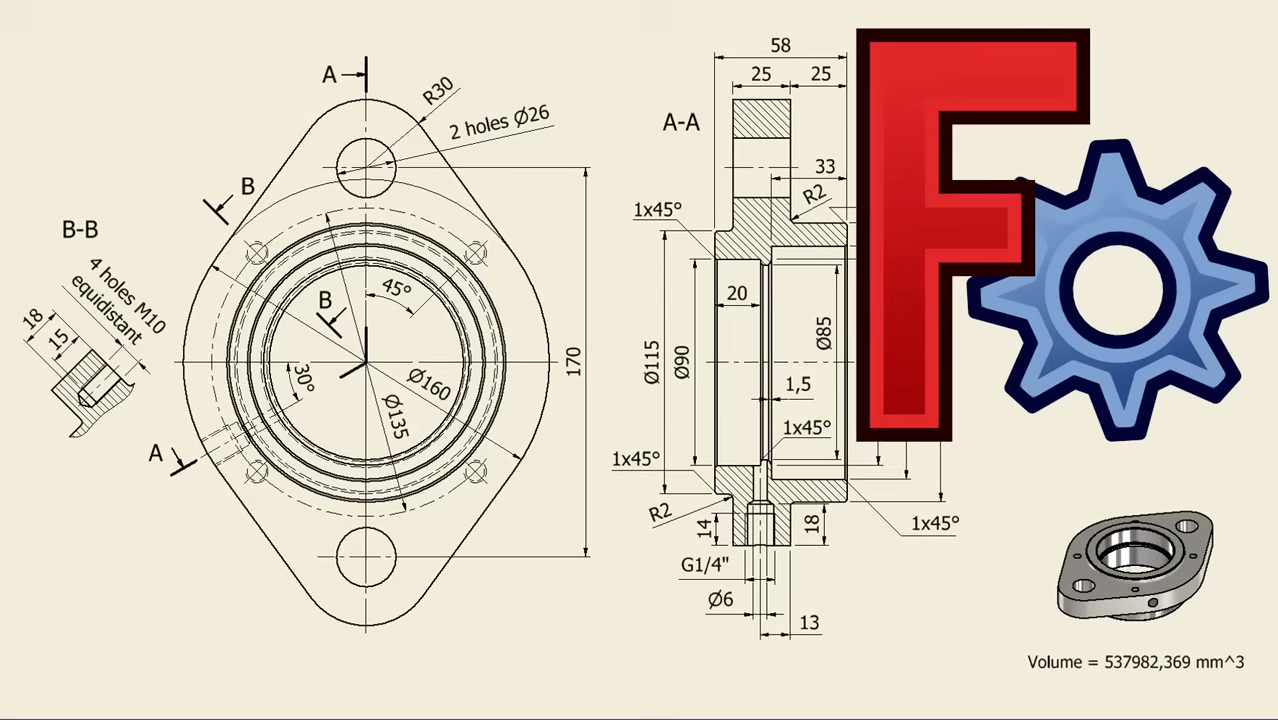 A
R30
2 holes Ø26
B
B-B
4 holes M10
equidistant
18
15
B
45°
30°
Ø160
Ø135
170
A
A-A
58
25
25
33
R2
1x45°
20
Ø115
Ø90
Ø85
1,5
1x45°
1x45°
R2
14
18
1x45°
G1/4"
Ø6
13
F
Volume = 537982,369 mm^3